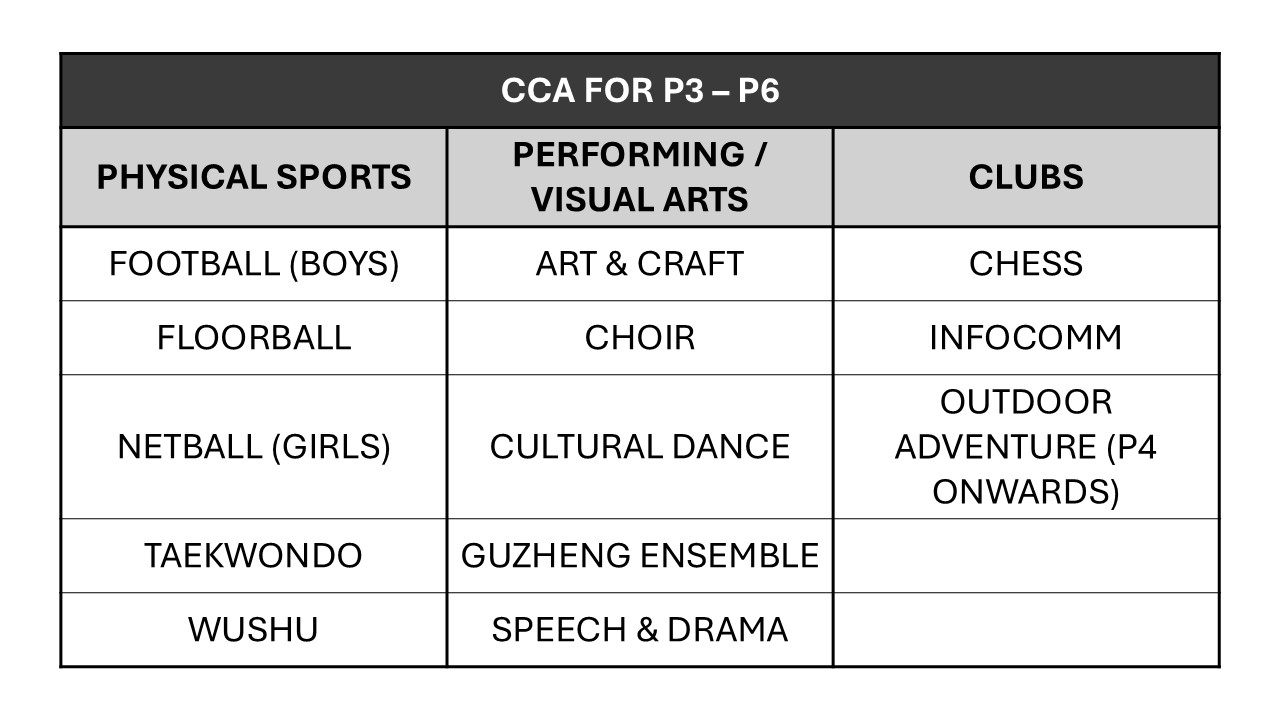 CCA FOR P3 – P6
PHYSICAL SPORTS
PERFORMING /
VISUAL ARTS
CLUBS
FOOTBALL (BOYS)
ART & CRAFT
CHESS
FLOORBALL
CHOIR
INFOCOMM
NETBALL (GIRLS)
CULTURAL DANCE
OUTDOOR
ADVENTURE (P4
ONWARDS)
TAEKWONDO
GUZHENG ENSEMBLE
WUSHU
SPEECH & DRAMA